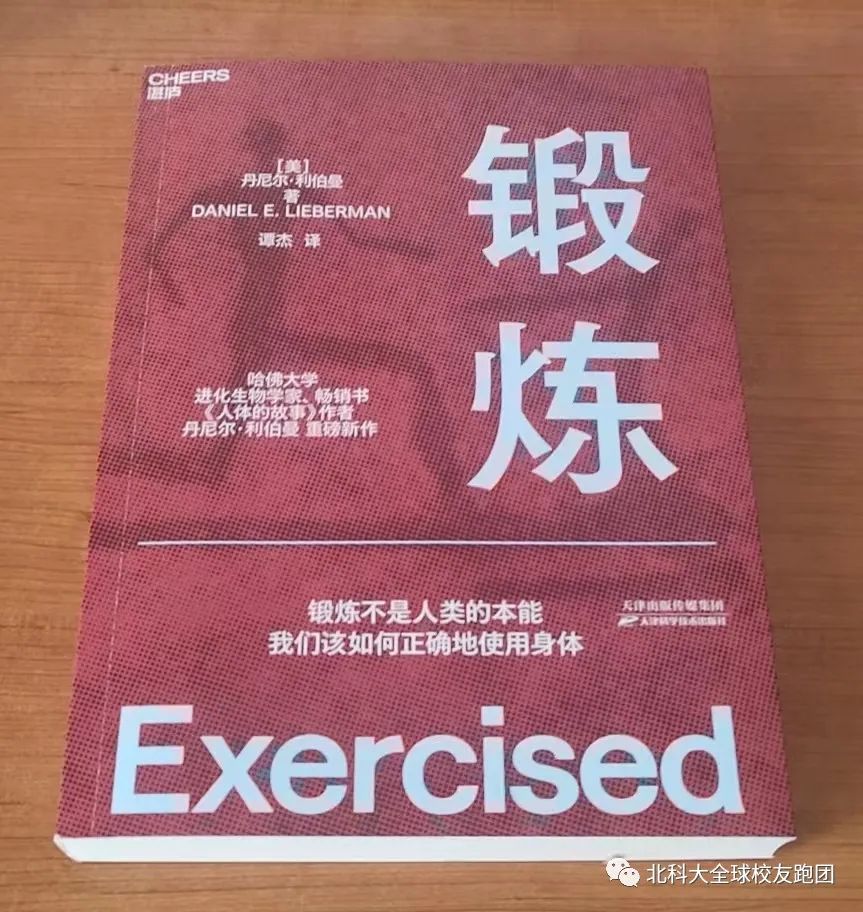 CHEERS
湛庐
锻炼
[美]
丹尼尔·利伯曼
著
DANIEL E. LIEBERMAN
谭杰 译
哈佛大学
进化生物学家、畅销书
《人体的故事》作者
丹尼尔·利伯曼 重磅新作
锻炼不是人类的本能
我们该如何正确地使用身体
天津出版传媒集团
天津科学技术出版社
Exercised
北科大全球校友跑团